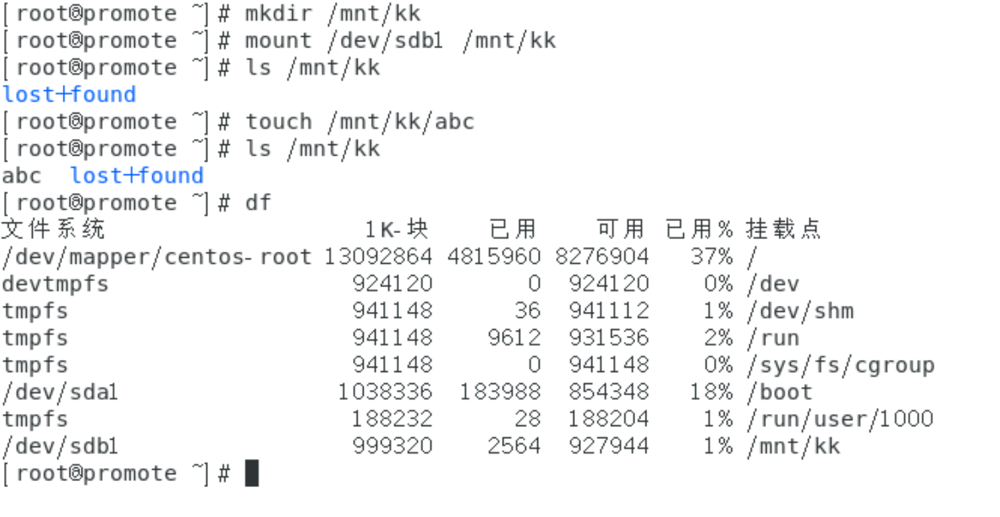 [root@promote ~]# mkdir /mnt/kk
[root@promote ~]# mount /dev/sdb1 /mnt/kk
[root@promote ~]# ls /mnt/kk
lost+found
[root@promote ~]# touch /mnt/kk/abc
[root@promote ~]# ls /mnt/kk
abc  lost+found
[root@promote ~]# df
文件系统                   1K-块    已用    可用 已用% 挂载点
/dev/mapper/centos-root 13092864 4815960 8276904   37% /
devtmpfs                  924120       0  924120    0% /dev
tmpfs                     941148      36  941112    1% /dev/shm
tmpfs                     941148    9612  931536    2% /run
tmpfs                     941148       0  941148    0% /sys/fs/cgroup
/dev/sda1                1038336  183988  854348   18% /boot
tmpfs                     188232      28  188204    1% /run/user/1000
/dev/sdb1                 999320    2564  927944    1% /mnt/kk
[root@promote ~]#